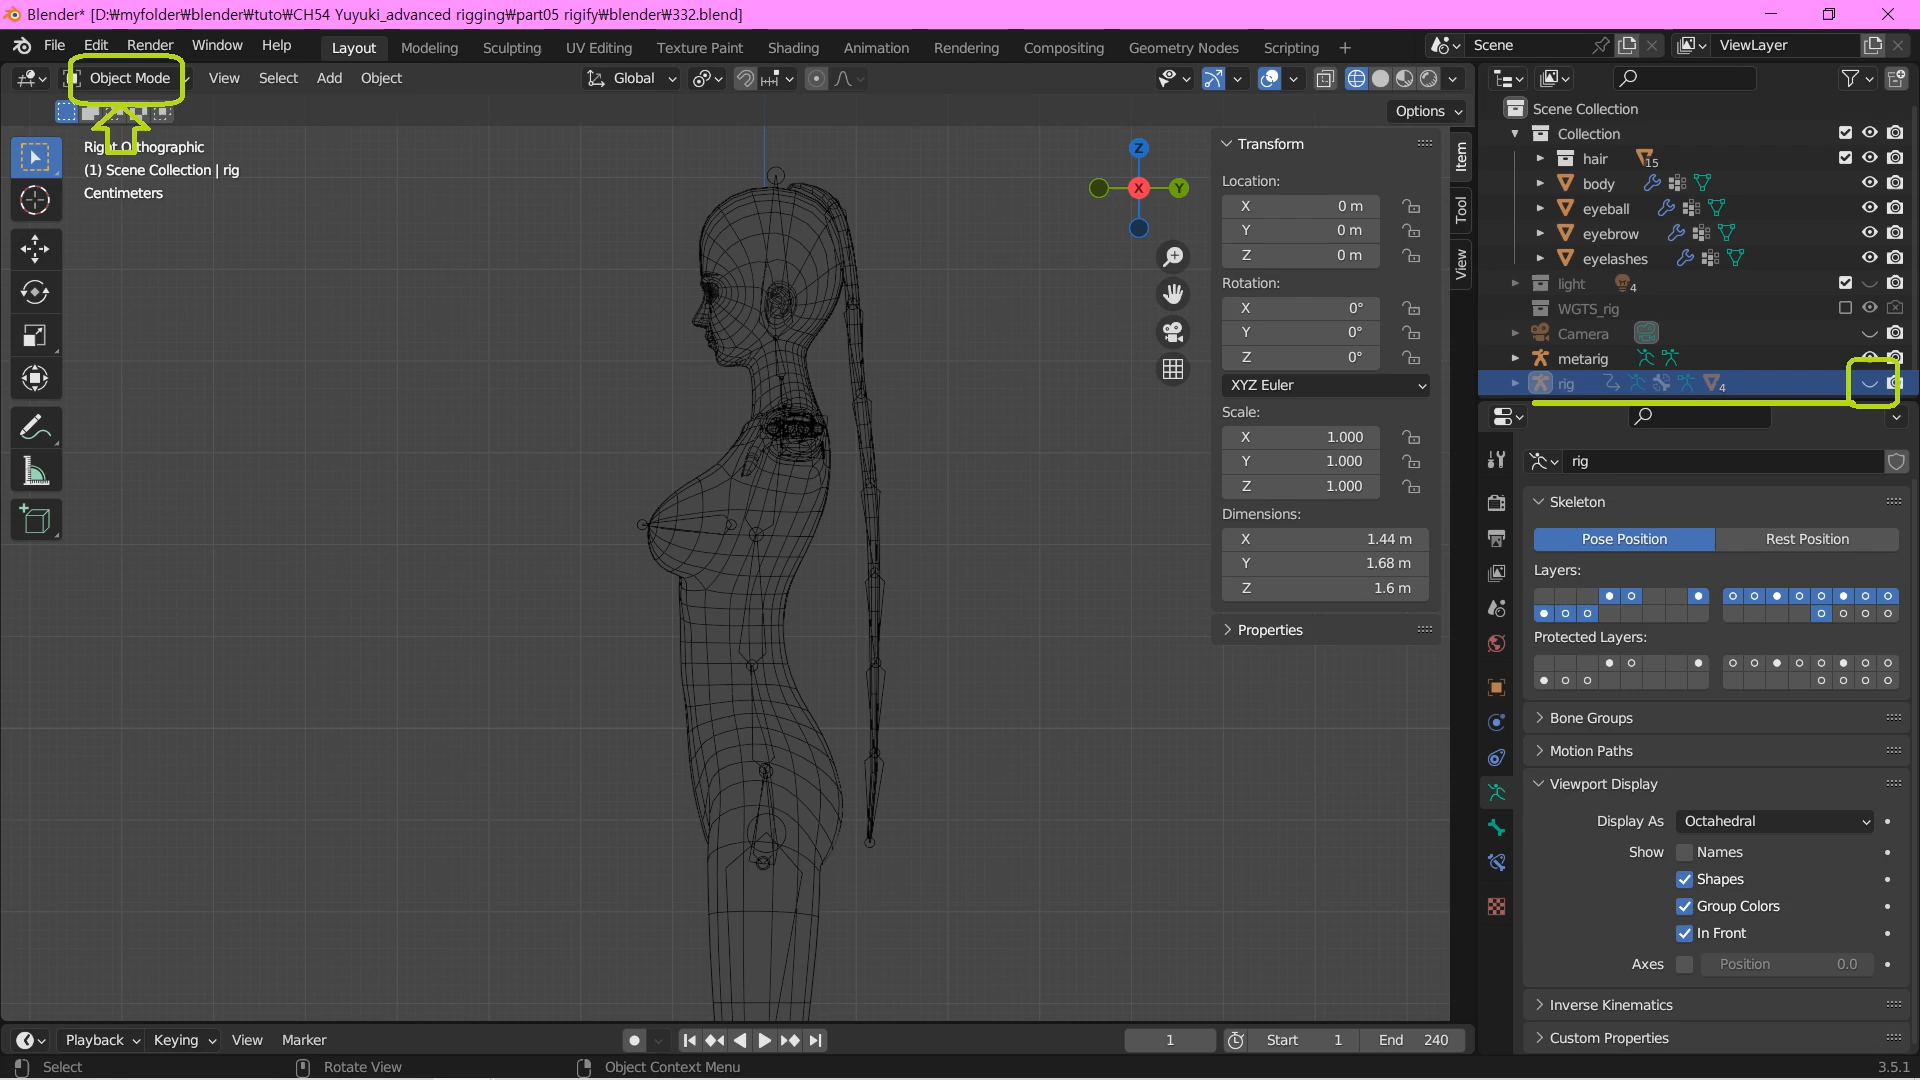 Blender* [D:₩myfolder₩blender₩tuto₩CH54 Yuyuki_advanced rigging₩part05 rigify₩blender₩332.blend]
File Edit Render Window Help Layout Modeling Sculpting UV Editing Texture Paint Shading Animation Rendering Compositing Geometry Nodes Scripting + Scene ViewLayer
Object Mode View Select Add Object Global
Options
Right Orthographic
(1) Scene Collection | rig
Centimeters
Z
X
Y
Item
Tool
View
Transform
Location:
X 0 m
Y 0 m
Z 0 m
Rotation:
X 0°
Y 0°
Z 0°
XYZ Euler
Scale:
X 1.000
Y 1.000
Z 1.000
Dimensions:
X 1.44 m
Y 1.68 m
Z 1.6 m
Properties
Scene Collection
Collection
hair 15
body
eyeball
eyebrow
eyelashes
light 4
WGTS_rig
Camera
metarig
rig 4
rig
Skeleton
Pose Position Rest Position
Layers:
Protected Layers:
Bone Groups
Motion Paths
Viewport Display
Display As Octahedral
Show Names
Shapes
Group Colors
In Front
Axes Position 0.0
Inverse Kinematics
Custom Properties
Playback Keying View Marker 1 Start 1 End 240
Select Rotate View Object Context Menu 3.5.1